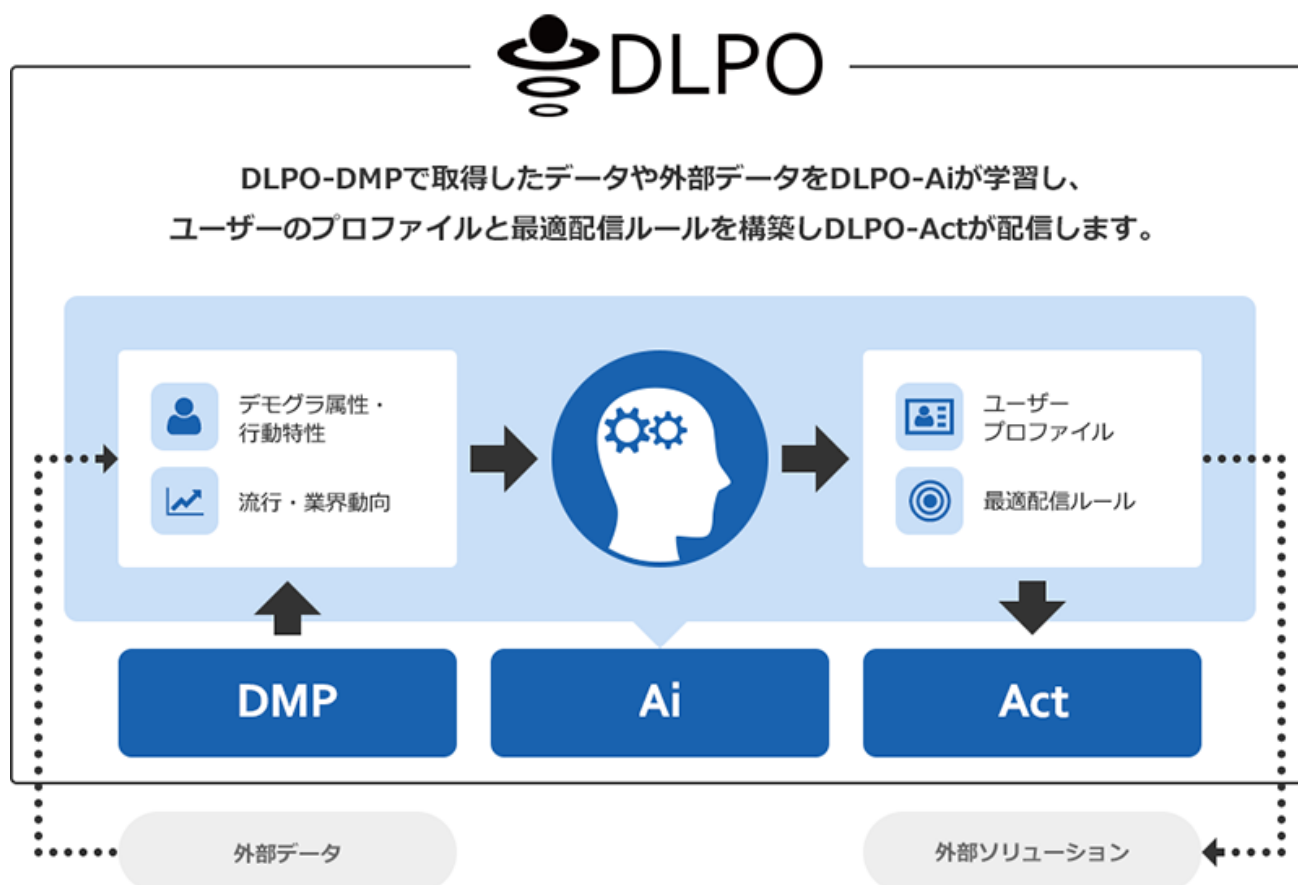 DLPO
DLPO-DMPで取得したデータや外部データをDLPO-Aiが学習し、
ユーザーのプロファイルと最適配信ルールを構築しDLPO-Actが配信します。
デモグラ属性・
行動特性
流行・業界動向
ユーザー
プロファイル
最適配信ルール
DMP
Ai
Act
外部データ
外部ソリューション